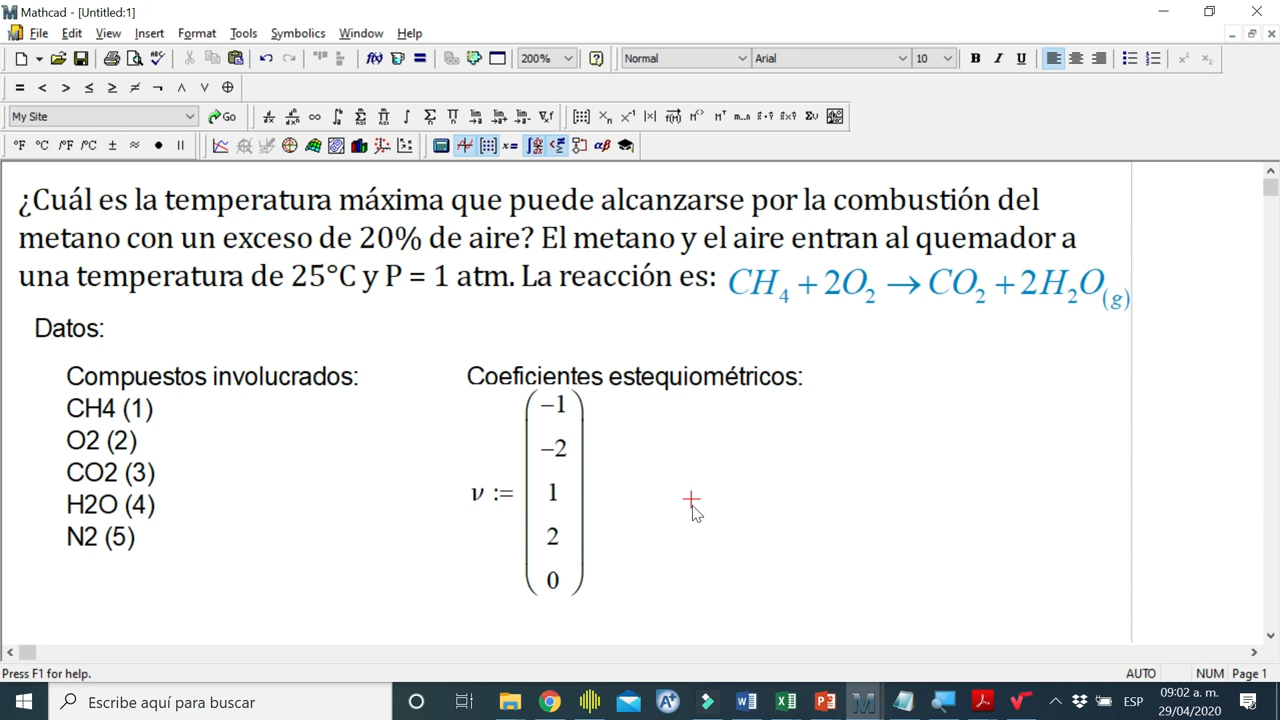 Mathcad - [Untitled:1]
File Edit View Insert Format Tools Symbolics Window Help
200% Normal Arial 10 B I U
My Site Go
°F °C /°F /°C
¿Cuál es la temperatura máxima que puede alcanzarse por la combustión del
metano con un exceso de 20% de aire? El metano y el aire entran al quemador a
una temperatura de 25°C y P = 1 atm. La reacción es: CH₄ + 2O₂ → CO₂ + 2H₂O(g)
Datos:
Compuestos involucrados: Coeficientes estequiométricos:
CH4 (1)
O2 (2)
CO2 (3)
H2O (4)
N2 (5)
ν :=
−1
−2
1
2
0
Press F1 for help. AUTO NUM Page 1
Escribe aquí para buscar
ESP
09:02 a. m.
29/04/2020